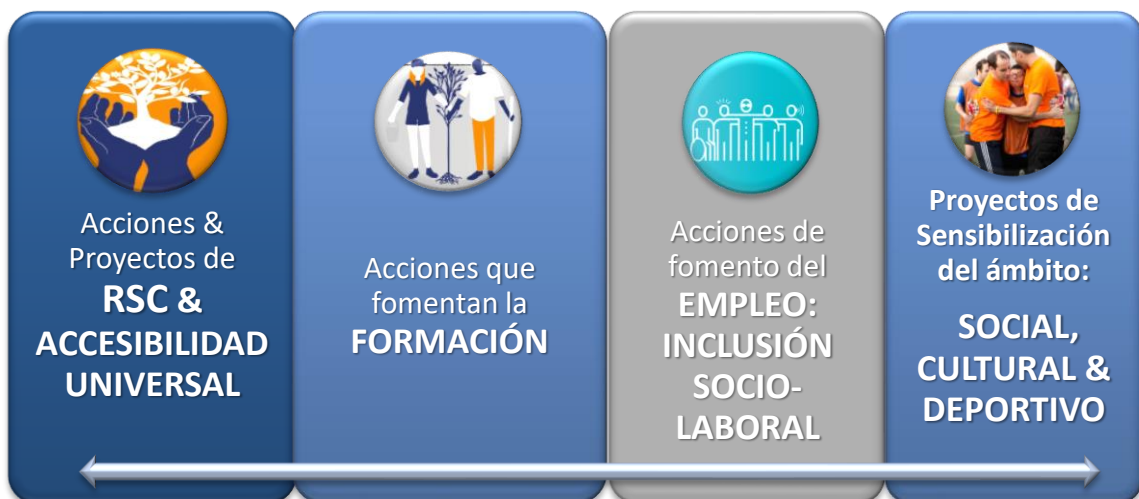 Acciones &
Proyectos de
RSC &
ACCESIBILIDAD
UNIVERSAL
Acciones que
fomentan la
FORMACIÓN
Acciones de
fomento del
EMPLEO:
INCLUSIÓN
SOCIO-
LABORAL
Proyectos de
Sensibilización
del ámbito:
SOCIAL,
CULTURAL &
DEPORTIVO